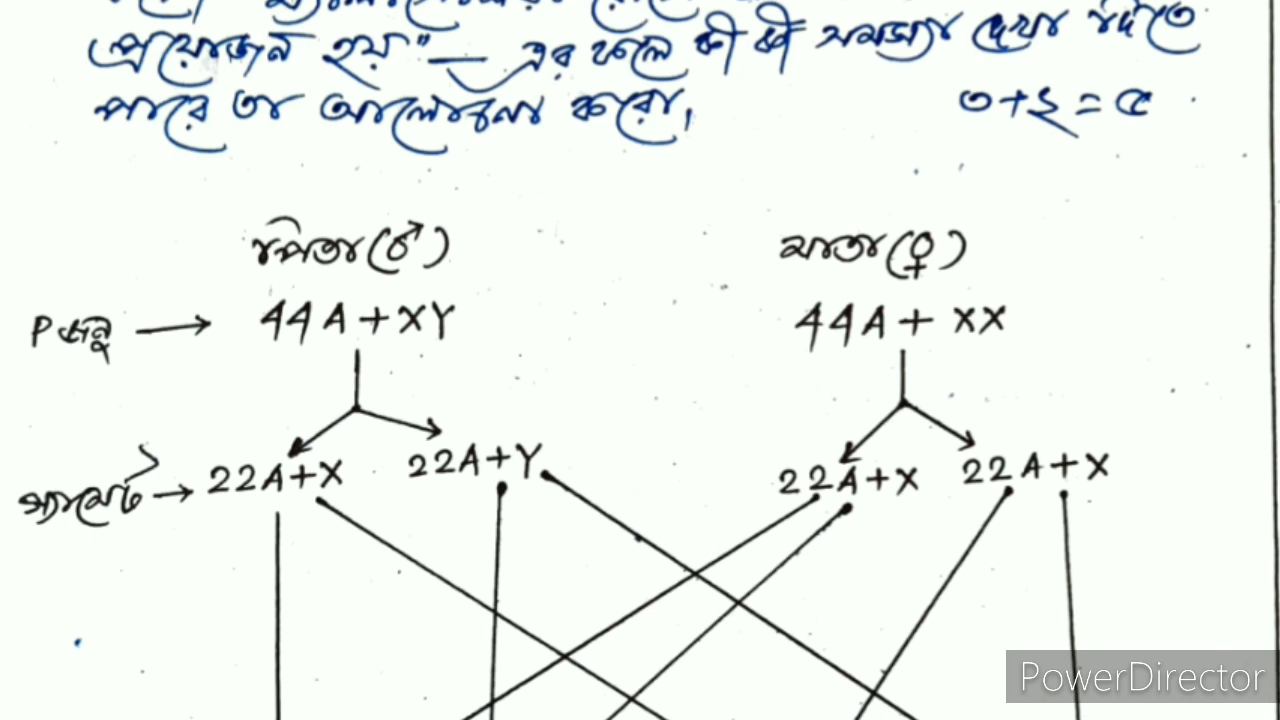 প্রয়োজন হয়" — এর ফলে কী কী সমস্যা দেখা দিতে
পারে তা আলোচনা করো। ৩+২=৫
পিতা(♂) মাতা(♀)
P জনু → 44A+XY 44A+XX
গ্যামেট → 22A+X 22A+Y 22A+X 22A+X
PowerDirector